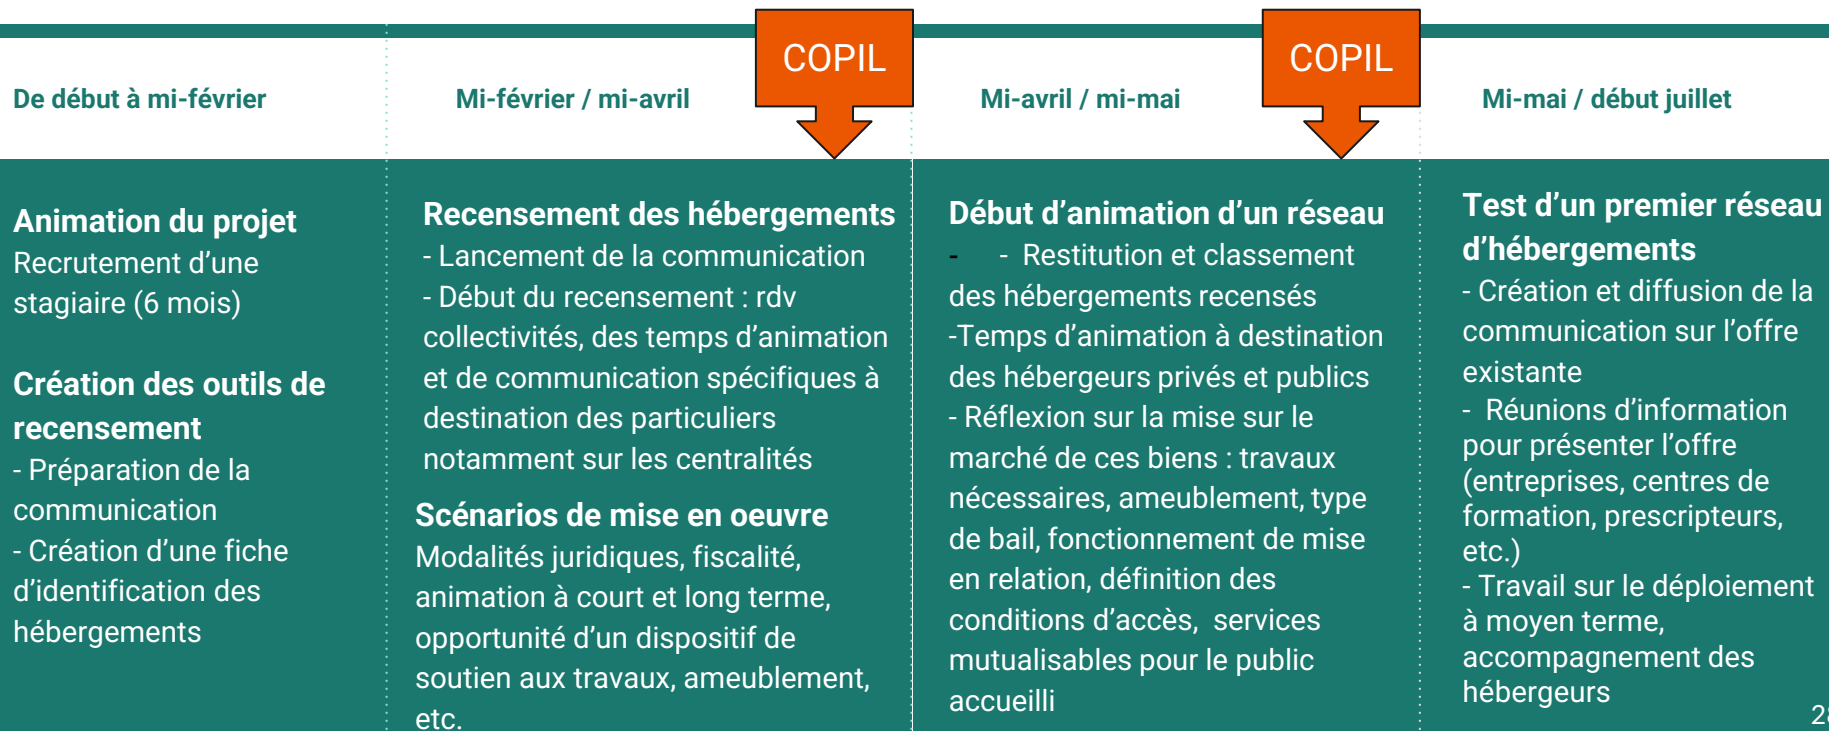 COPIL
COPIL
De début à mi-février
Mi-février / mi-avril
Mi-avril / mi-mai
Mi-mai / début juillet
Animation du projet
Recrutement d’une
stagiaire (6 mois)
Création des outils de
recensement
- Préparation de la
communication
- Création d’une fiche
d’identification des
hébergements
Recensement des hébergements
- Lancement de la communication
- Début du recensement : rdv
collectivités, des temps d’animation
et de communication spécifiques à
destination des particuliers
notamment sur les centralités
Scénarios de mise en oeuvre
Modalités juridiques, fiscalité,
animation à court et long terme,
opportunité d’un dispositif de
soutien aux travaux, ameublement,
etc.
Début d’animation d’un réseau
- - Restitution et classement
des hébergements recensés
-Temps d’animation à destination
des hébergeurs privés et publics
- Réflexion sur la mise sur le
marché de ces biens : travaux
nécessaires, ameublement, type
de bail, fonctionnement de mise
en relation, définition des
conditions d’accès, services
mutualisables pour le public
accueilli
Test d’un premier réseau
d’hébergements
- Création et diffusion de la
communication sur l’offre
existante
- Réunions d’information
pour présenter l’offre
(entreprises, centres de
formation, prescripteurs,
etc.)
- Travail sur le déploiement
à moyen terme,
accompagnement des
hébergeurs